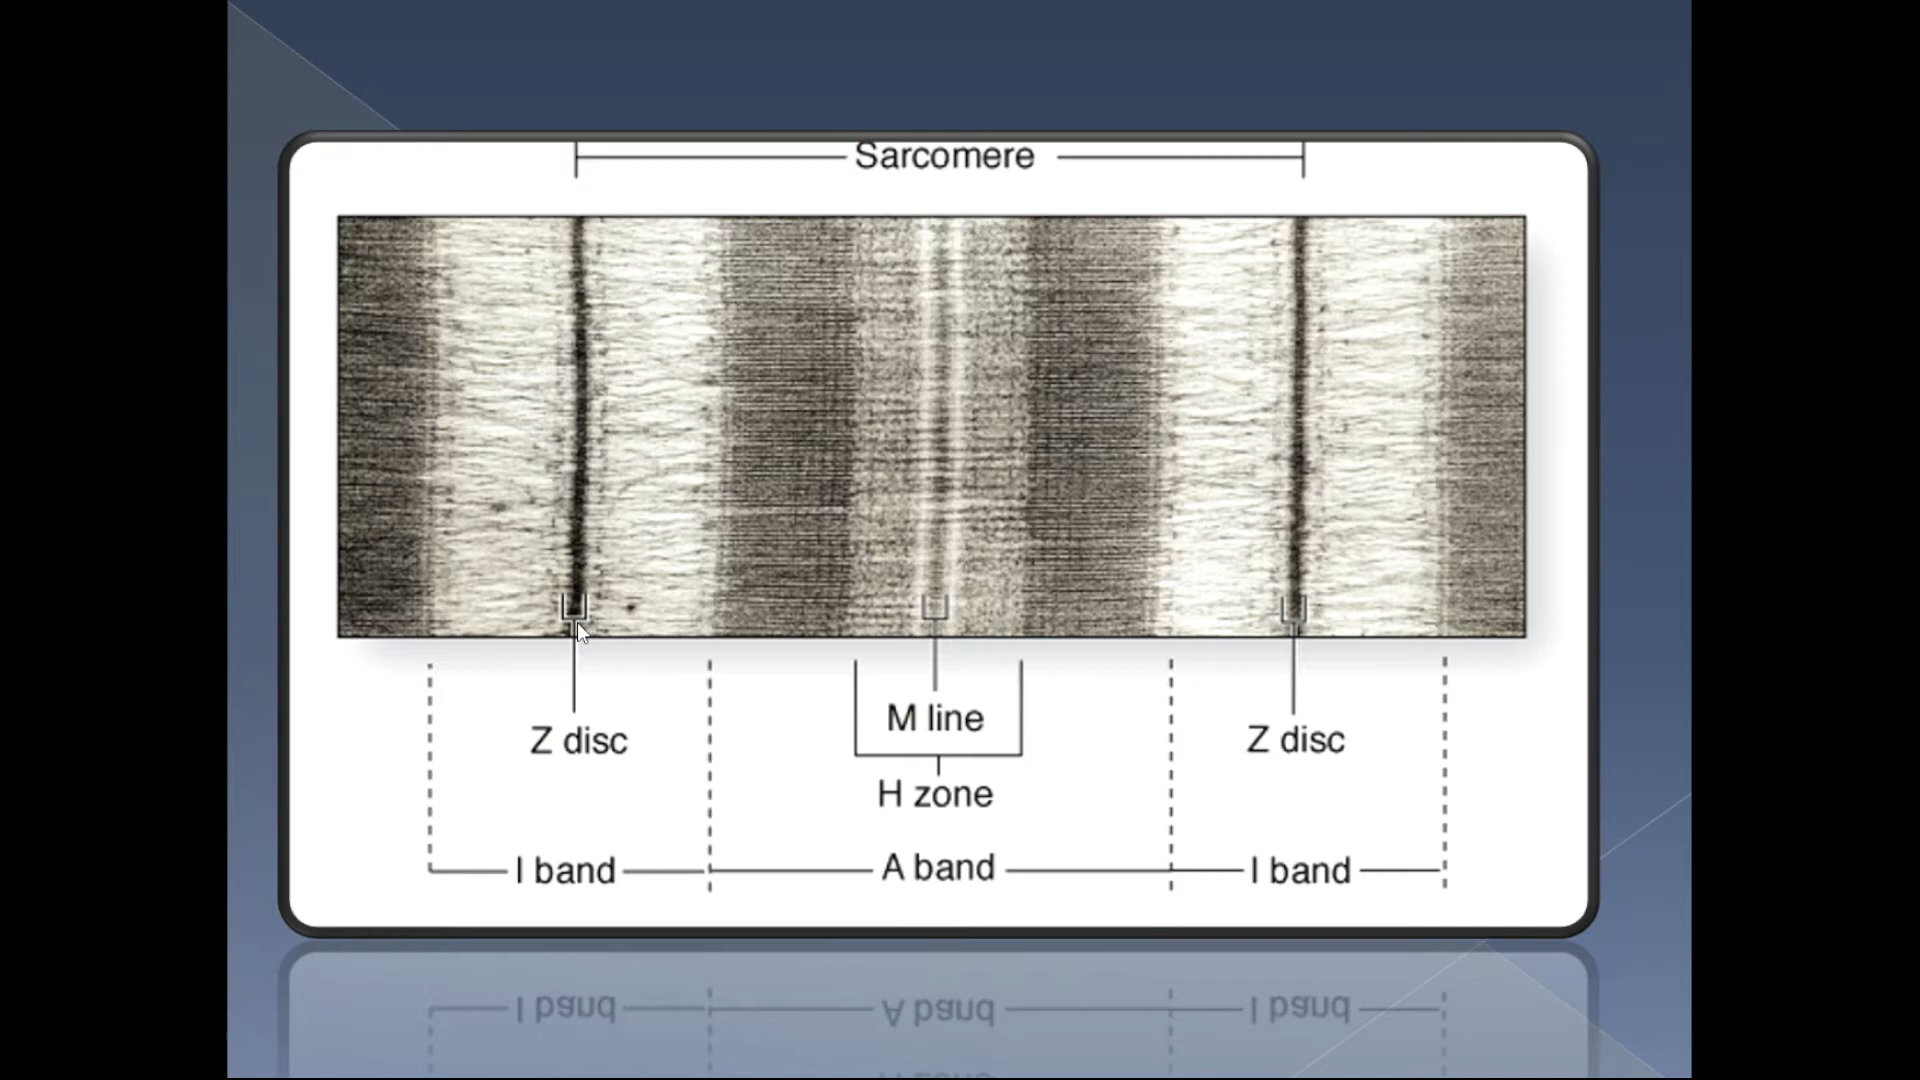 Sarcomere
Z disc
M line
Z disc
H zone
I band
A band
I band